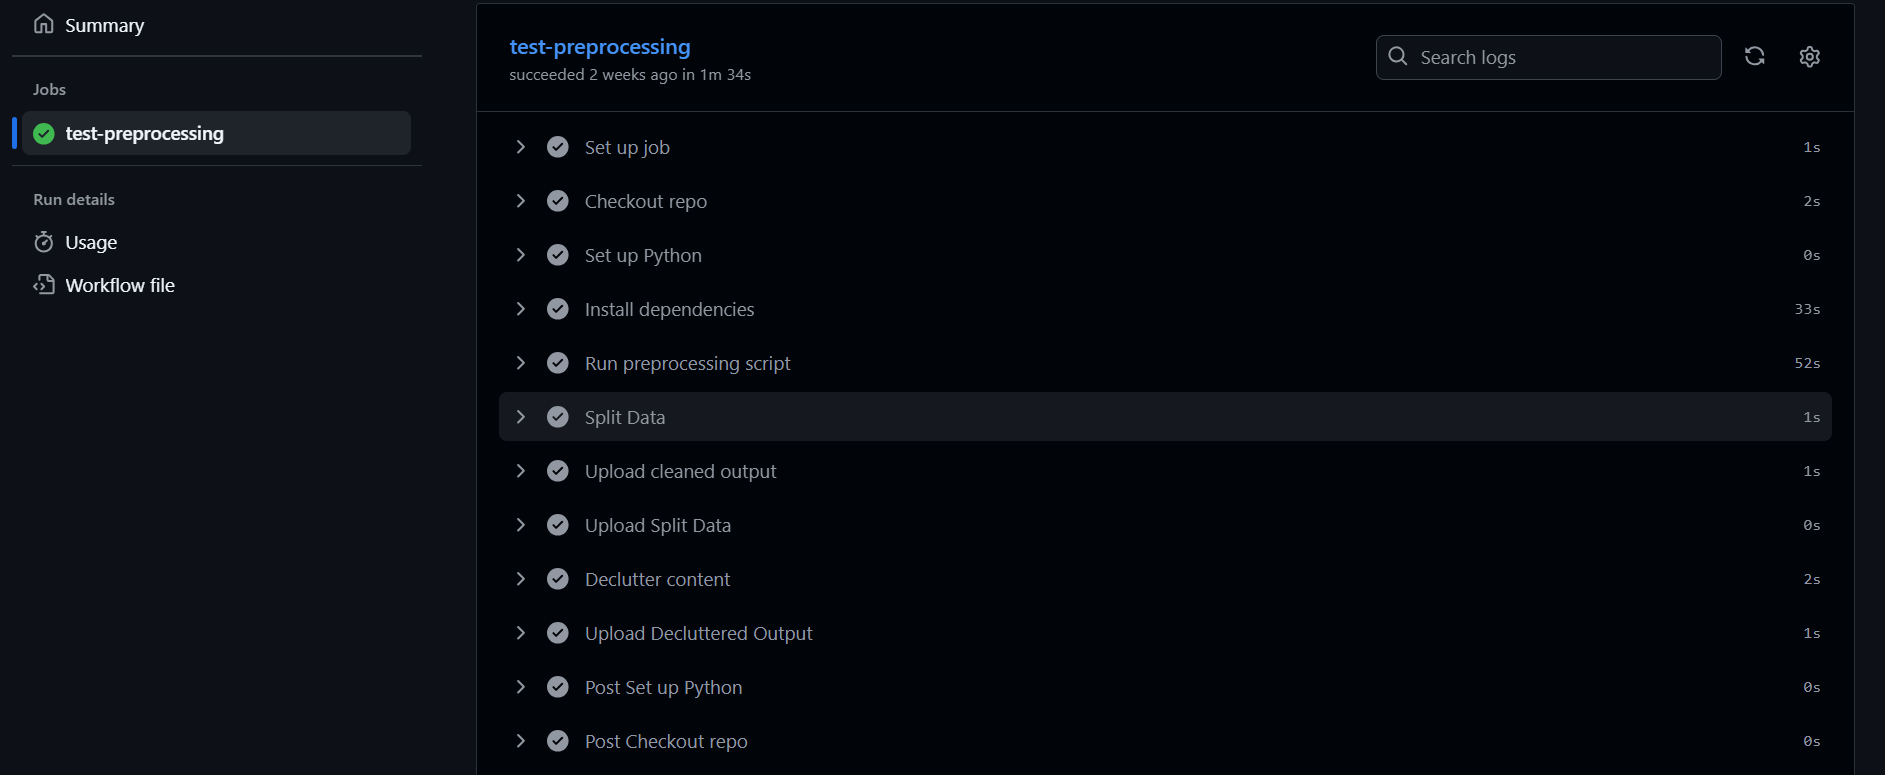 Summary
Jobs
test-preprocessing
Run details
Usage
Workflow file
test-preprocessing
succeeded 2 weeks ago in 1m 34s
Search logs
Set up job 1s
Checkout repo 2s
Set up Python 0s
Install dependencies 33s
Run preprocessing script 52s
Split Data 1s
Upload cleaned output 1s
Upload Split Data 0s
Declutter content 2s
Upload Decluttered Output 1s
Post Set up Python 0s
Post Checkout repo 0s